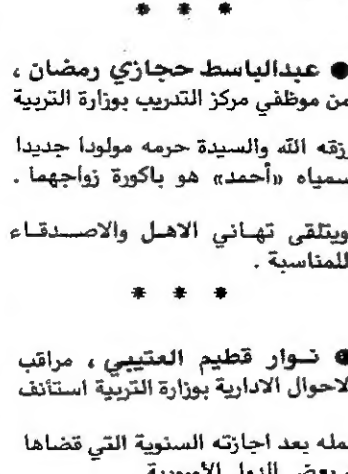 * * *
● عبدالباسط حجازي رمضان ،
من موظفي مركز التدريب بوزارة التربية
رزقه الله والسيدة حرمه مولودا جديدا
سمياه «أحمد» هو باكورة زواجهما .
ويتلقى تهاني الاهل والاصدقاء
للمناسبة .
* * *
● نوار قطيم العتيبي ، مراقب
الاحوال الادارية بوزارة التربية استأنف
عمله بعد اجازته السنوية التي قضاها
بعض الدول